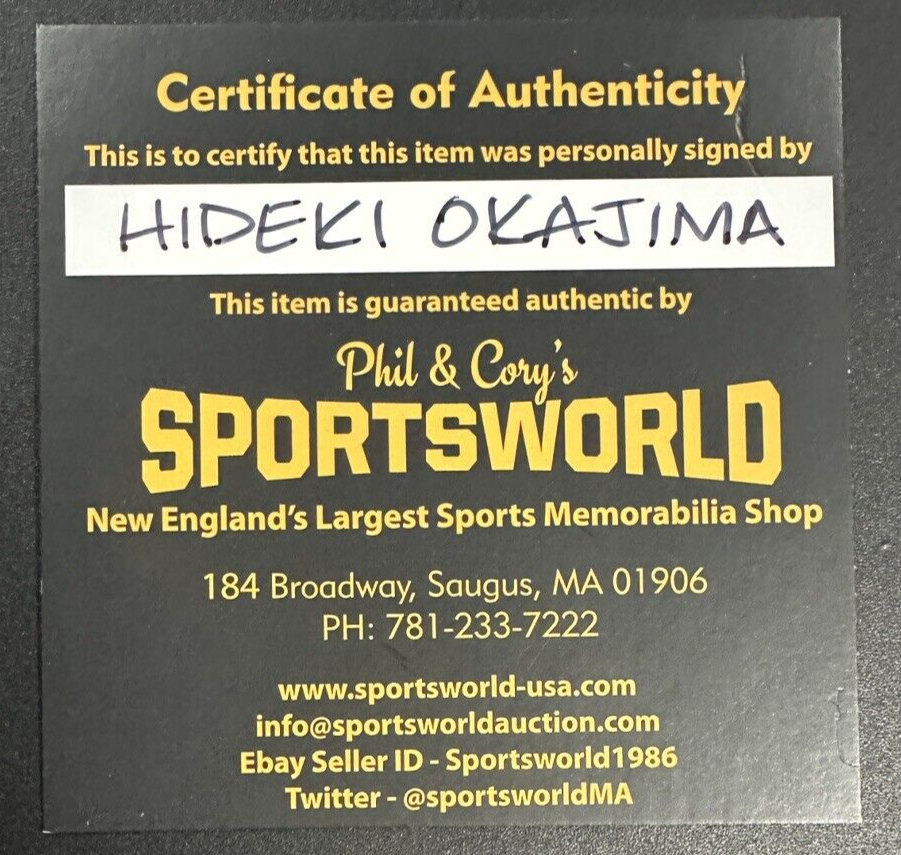 Certificate of Authenticity
This is to certify that this item was personally signed by
HIDEKI OKAJIMA
This item is guaranteed authentic by
Phil & Cory's
SPORTSWORLD
New England's Largest Sports Memorabilia Shop
184 Broadway, Saugus, MA 01906
PH: 781-233-7222
www.sportsworld-usa.com
info@sportsworldauction.com
Ebay Seller ID - Sportsworld1986
Twitter - @sportsworldMA